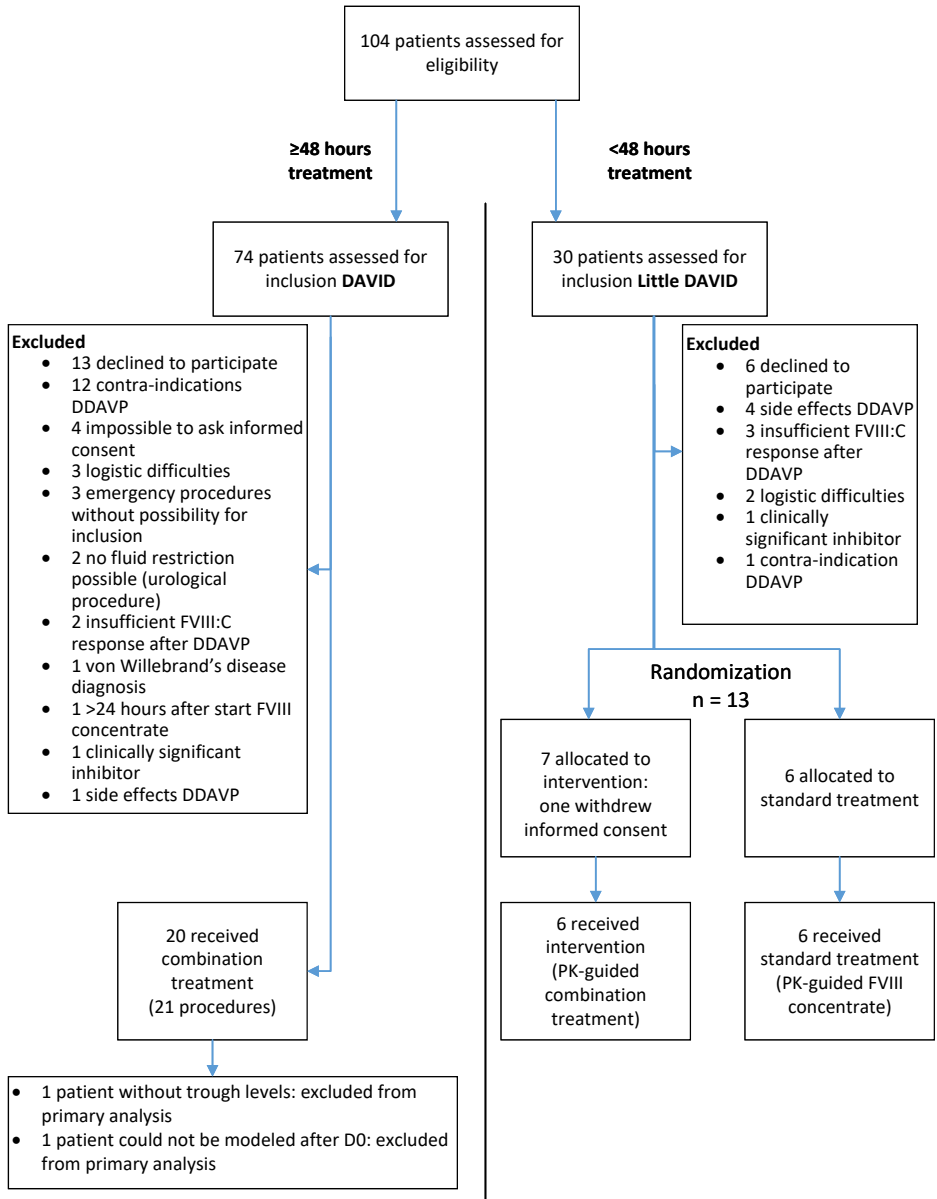 104 patients assessed for
eligibility
≥48 hours
treatment
<48 hours
treatment
74 patients assessed for
inclusion DAVID
30 patients assessed for
inclusion Little DAVID
Excluded
• 13 declined to participate
• 12 contra-indications
DDAVP
• 4 impossible to ask informed
consent
• 3 logistic difficulties
• 3 emergency procedures
without possibility for
inclusion
• 2 no fluid restriction
possible (urological
procedure)
• 2 insufficient FVIII:C
response after DDAVP
• 1 von Willebrand’s disease
diagnosis
• 1 >24 hours after start FVIII
concentrate
• 1 clinically significant
inhibitor
• 1 side effects DDAVP
Excluded
• 6 declined to
participate
• 4 side effects DDAVP
• 3 insufficient FVIII:C
response after
DDAVP
• 2 logistic difficulties
• 1 clinically
significant inhibitor
• 1 contra-indication
DDAVP
Randomization
n = 13
7 allocated to
intervention:
one withdrew
informed consent
6 allocated to
standard treatment
20 received
combination
treatment
(21 procedures)
6 received
intervention
(PK-guided
combination
treatment)
6 received
standard treatment
(PK-guided FVIII
concentrate)
• 1 patient without trough levels: excluded from
primary analysis
• 1 patient could not be modeled after D0: excluded
from primary analysis